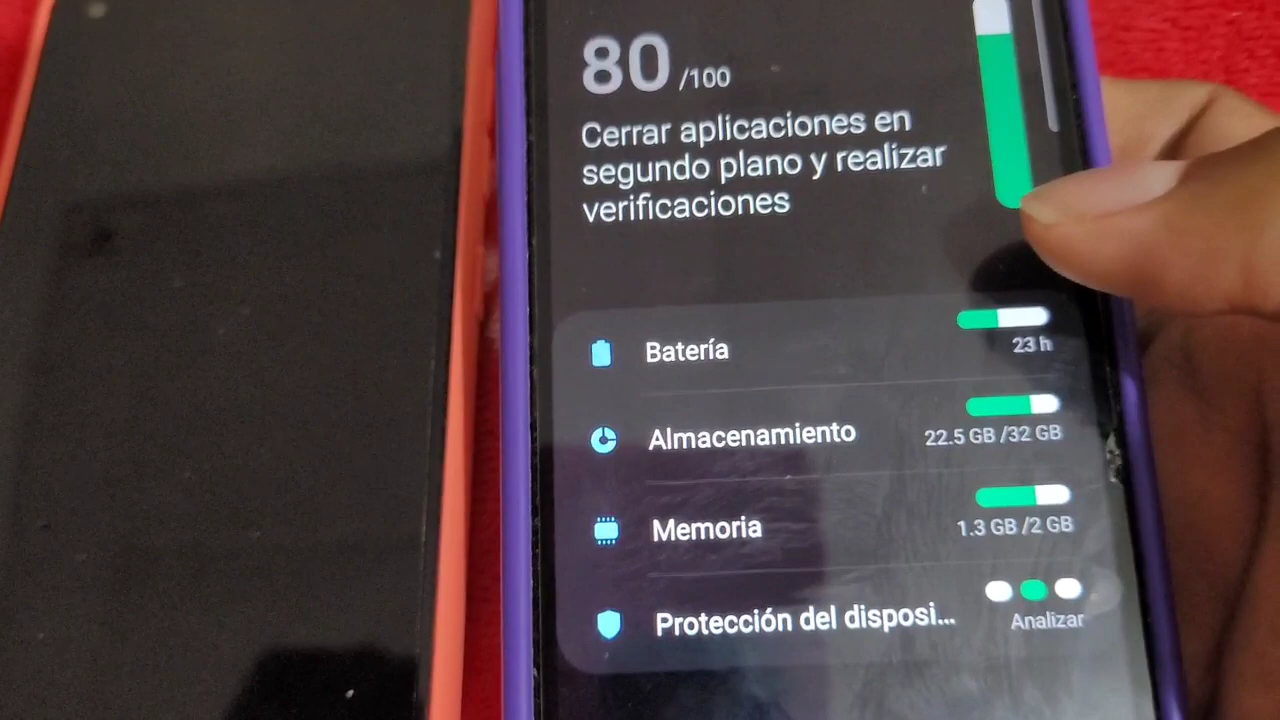 80 /100
Cerrar aplicaciones en
segundo plano y realizar
verificaciones
Batería
23 h
Almacenamiento
22.5 GB /32 GB
Memoria
1.3 GB /2 GB
Protección del disposi...
Analizar